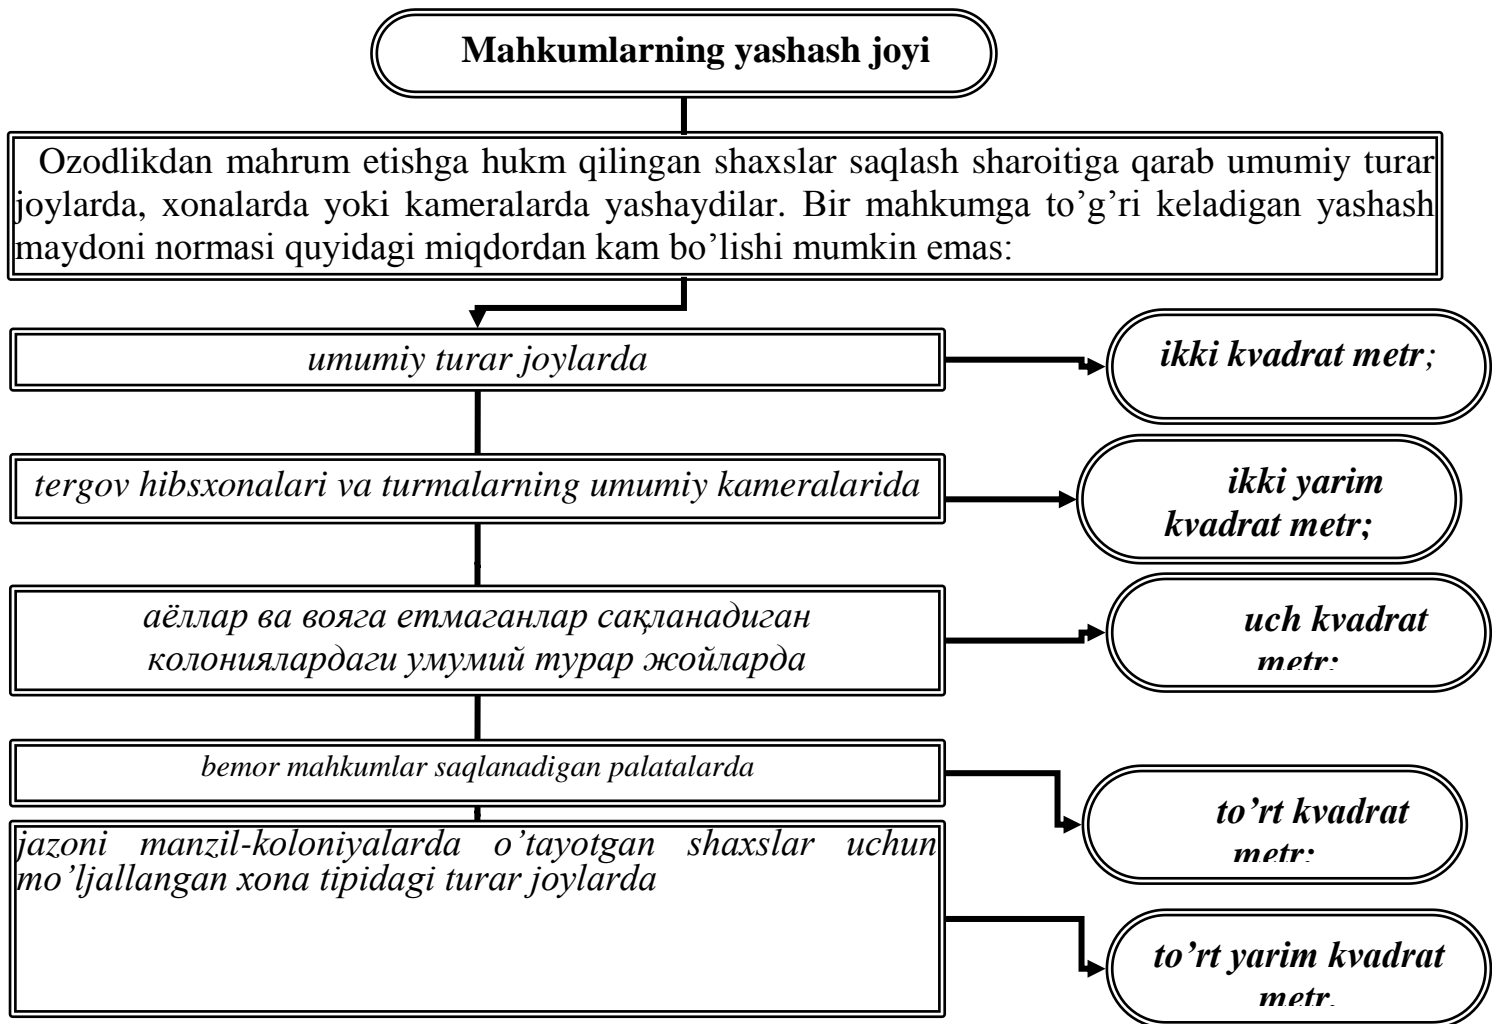 Mahkumlarning yashash joyi
Ozodlikdan mahrum etishga hukm qilingan shaxslar saqlash sharoitiga qarab umumiy turar
joylarda, xonalarda yoki kameralarda yashaydilar. Bir mahkumga to’g’ri keladigan yashash
maydoni normasi quyidagi miqdordan kam bo’lishi mumkin emas:
umumiy turar joylarda
ikki kvadrat metr;
tergov hibsxonalari va turmalarning umumiy kameralarida
ikki yarim
kvadrat metr;
аёллар ва вояга етмаганлар сақланадиган
колониялардаги умумий турар жойларда
uch kvadrat
metr;
bemor mahkumlar saqlanadigan palatalarda
to’rt kvadrat
metr;
jazoni manzil-koloniyalarda o’tayotgan shaxslar uchun
mo’ljallangan xona tipidagi turar joylarda
to’rt yarim kvadrat
metr.